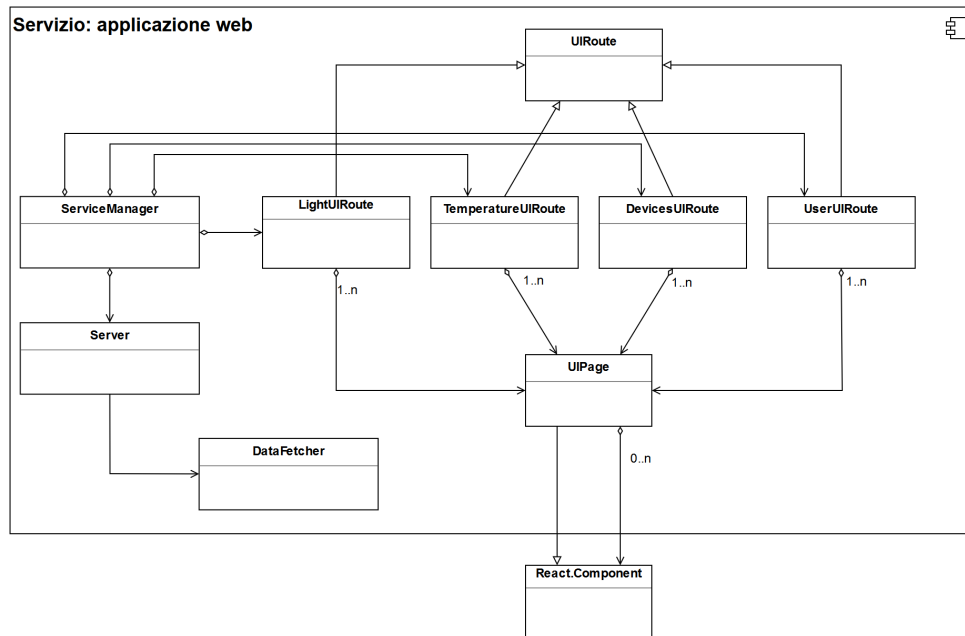 Servizio: applicazione web
UIRoute
ServiceManager
LightUIRoute
TemperatureUIRoute
DevicesUIRoute
UserUIRoute
1..n
1..n
1..n
1..n
Server
UIPage
DataFetcher
0..n
React.Component